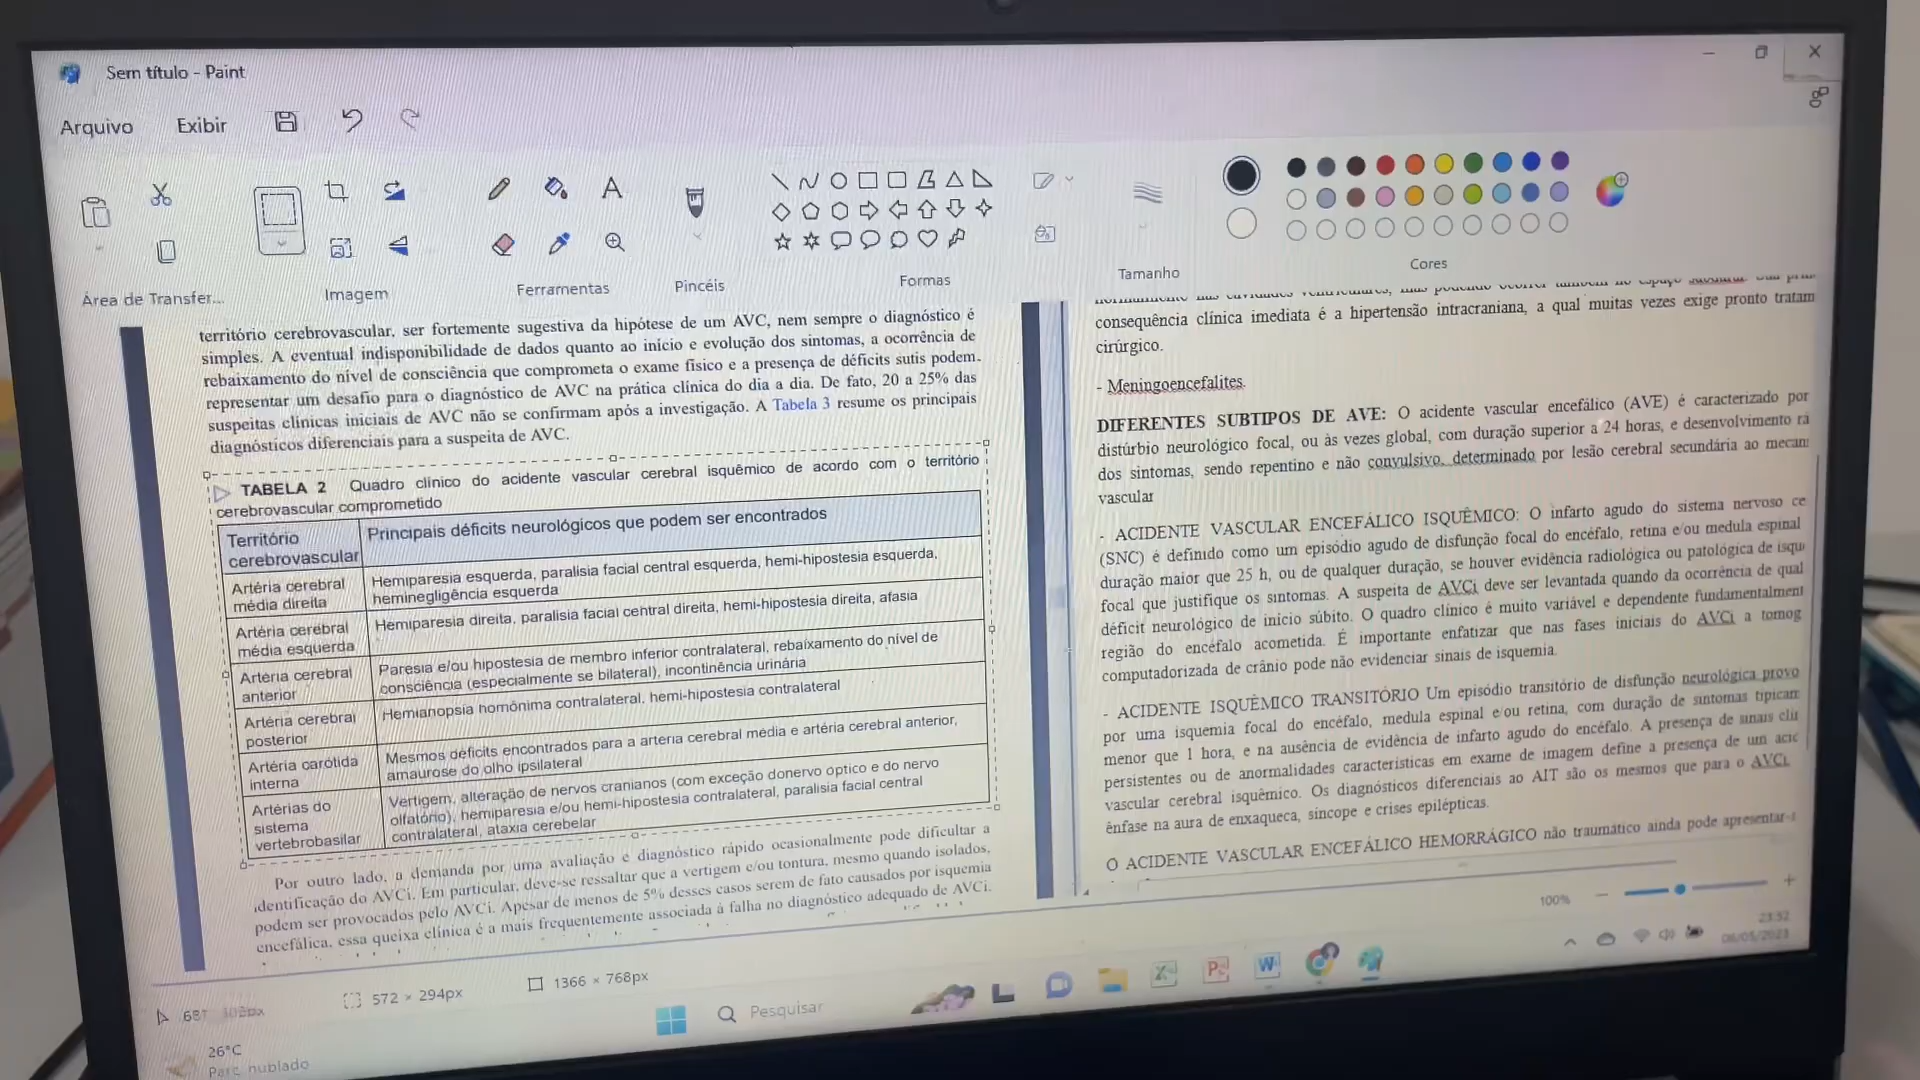 Sem título - Paint
Arquivo
Exibir
Área de Transfer...
Imagem
Ferramentas
Pincéis
Formas
Tamanho
Cores
território cerebrovascular, ser fortemente sugestiva da hipótese de um AVC, nem sempre o diagnóstico é
simples. A eventual indisponibilidade de dados quanto ao início e evolução dos sintomas, a ocorrência de
rebaixamento do nível de consciência que comprometa o exame físico e a presença de déficits sutis podem
representar um desafio para o diagnóstico de AVC na prática clínica do dia a dia. De fato, 20 a 25% das
suspeitas clínicas iniciais de AVC não se confirmam após a investigação. A Tabela 3 resume os principais
diagnósticos diferenciais para a suspeita de AVC.
TABELA 2 Quadro clínico do acidente vascular cerebral isquêmico de acordo com o território
cerebrovascular comprometido
Território
cerebrovascular
Principais déficits neurológicos que podem ser encontrados
Artéria cerebral
média direita
Hemiparesia esquerda, paralisia facial central esquerda, hemi-hipostesia esquerda,
heminegligência esquerda
Artéria cerebral
média esquerda
Hemiparesia direita, paralisia facial central direita, hemi-hipostesia direita, afasia
Artéria cerebral
anterior
Paresia e/ou hipostesia de membro inferior contralateral, rebaixamento do nível de
consciência (especialmente se bilateral), incontinência urinária
Artéria cerebral
posterior
Hemianopsia homônima contralateral, hemi-hipostesia contralateral
Artéria carótida
interna
Mesmos déficits encontrados para a artéria cerebral média e artéria cerebral anterior,
amaurose do olho ipsilateral
Artérias do
sistema
vertebrobasilar
Vertigem, alteração de nervos cranianos (com exceção donervo óptico e do nervo
olfatório), hemiparesia e/ou hemi-hipostesia contralateral, paralisia facial central
contralateral, ataxia cerebelar
Por outro lado, a demanda por uma avaliação e diagnóstico rápido ocasionalmente pode dificultar a
identificação do AVCi. Em particular, deve-se ressaltar que a vertigem e/ou tontura, mesmo quando isolados,
podem ser provocados pelo AVCi. Apesar de menos de 5% desses casos serem de fato causados por isquemia
encefálica, essa queixa clínica é a mais frequentemente associada à falha no diagnóstico adequado de AVCi.
normalmente nas cavidades ventriculares, mas podendo ocorrer também no espaço
consequência clínica imediata é a hipertensão intracraniana, a qual muitas vezes exige pronto tratam
cirúrgico.
- Meningoencefalites.
DIFERENTES SUBTIPOS DE AVE: O acidente vascular encefálico (AVE) é caracterizado por
distúrbio neurológico focal, ou às vezes global, com duração superior a 24 horas, e desenvolvimento rá
dos sintomas, sendo repentino e não convulsivo, determinado por lesão cerebral secundária ao mecani
vascular
- ACIDENTE VASCULAR ENCEFÁLICO ISQUÊMICO: O infarto agudo do sistema nervoso ce
(SNC) é definido como um episódio agudo de disfunção focal do encéfalo, retina e/ou medula espinal
duração maior que 25 h, ou de qualquer duração, se houver evidência radiológica ou patológica de isqu
focal que justifique os sintomas. A suspeita de AVCi deve ser levantada quando da ocorrência de qual
déficit neurológico de início súbito. O quadro clínico é muito variável e dependente fundamentalment
região do encéfalo acometida. É importante enfatizar que nas fases iniciais do AVCi a tomog
computadorizada de crânio pode não evidenciar sinais de isquemia.
- ACIDENTE ISQUÊMICO TRANSITÓRIO Um episódio transitório de disfunção neurológica provo
por uma isquemia focal do encéfalo, medula espinal e/ou retina, com duração de sintomas tipicam
menor que 1 hora, e na ausência de evidência de infarto agudo do encéfalo. A presença de sinais clín
persistentes ou de anormalidades características em exame de imagem define a presença de um acid
vascular cerebral isquêmico. Os diagnósticos diferenciais ao AIT são os mesmos que para o AVCi,
ênfase na aura de enxaqueca, síncope e crises epilépticas.
O ACIDENTE VASCULAR ENCEFÁLICO HEMORRÁGICO não traumático ainda pode apresentar-s
100%
572 × 294px
1366 × 768px
Pesquisar
23:52
06/05/2023
26°C
Parc nublado